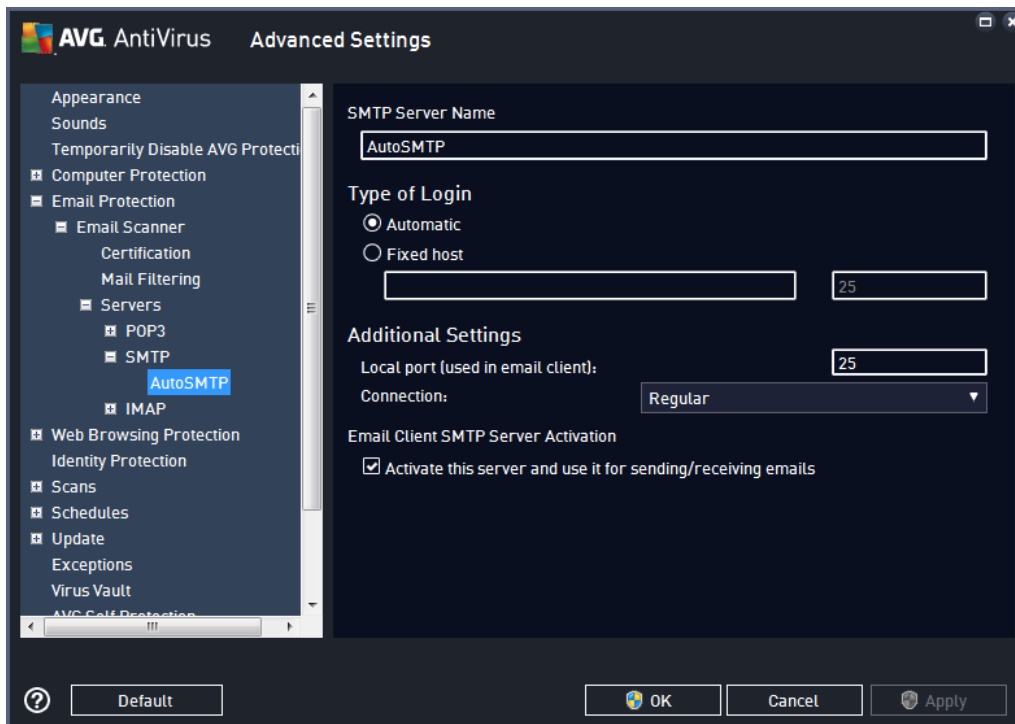 AVG. AntiVirus Advanced Settings
Appearance
Sounds
Temporarily Disable AVG Protecti
Computer Protection
Email Protection
Email Scanner
Certification
Mail Filtering
Servers
POP3
SMTP
AutoSMTP
IMAP
Web Browsing Protection
Identity Protection
Scans
Schedules
Update
Exceptions
Virus Vault
AVG Self Protection
SMTP Server Name
AutoSMTP
Type of Login
Automatic
Fixed host
25
Additional Settings
Local port (used in email client): 25
Connection: Regular
Email Client SMTP Server Activation
Activate this server and use it for sending/receiving emails
Default OK Cancel Apply